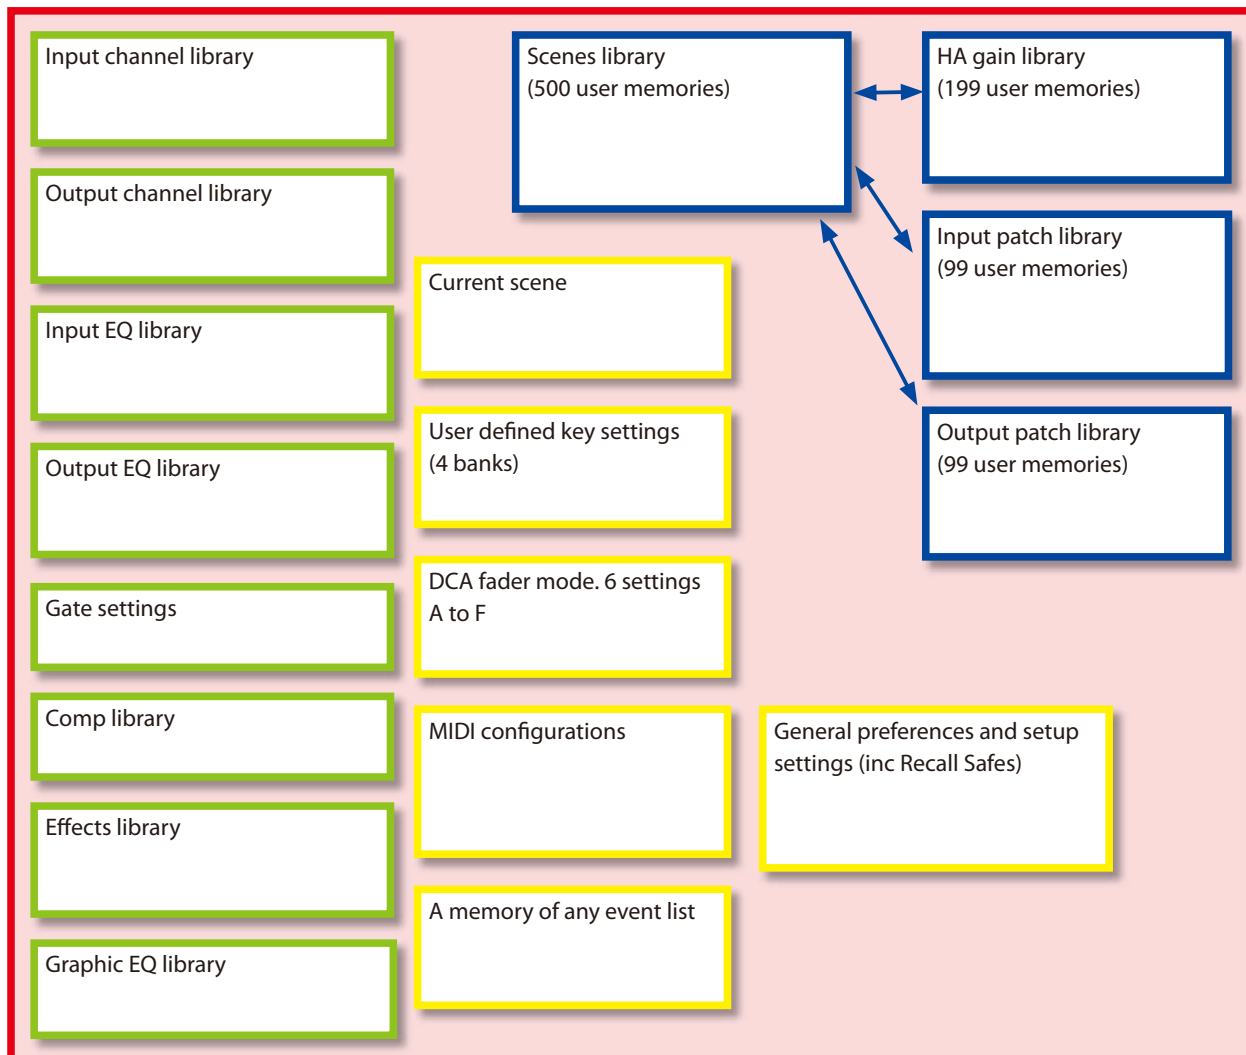 Input channel library
Output channel library
Input EQ library
Output EQ library
Gate settings
Comp library
Effects library
Graphic EQ library
Current scene
User defined key settings
(4 banks)
DCA fader mode. 6 settings
A to F
MIDI configurations
A memory of any event list
Scenes library
(500 user memories)
General preferences and setup
settings (inc Recall Safes)
HA gain library
(199 user memories)
Input patch library
(99 user memories)
Output patch library
(99 user memories)